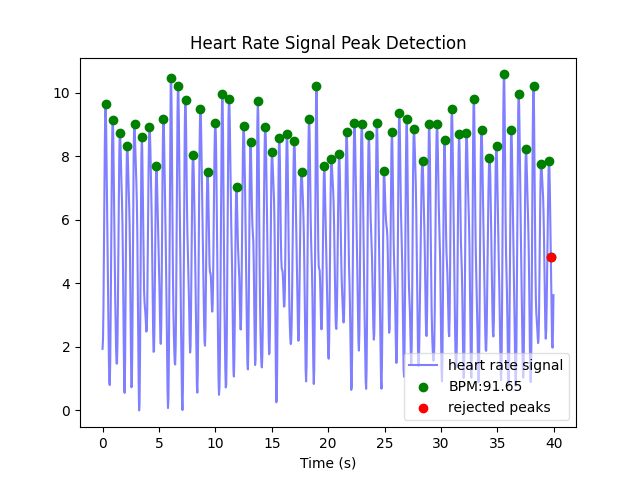 Heart Rate Signal Peak Detection
10
8
6
4
2
0
0 5 10 15 20 25 30 35 40
Time (s)
heart rate signal
BPM:91.65
rejected peaks